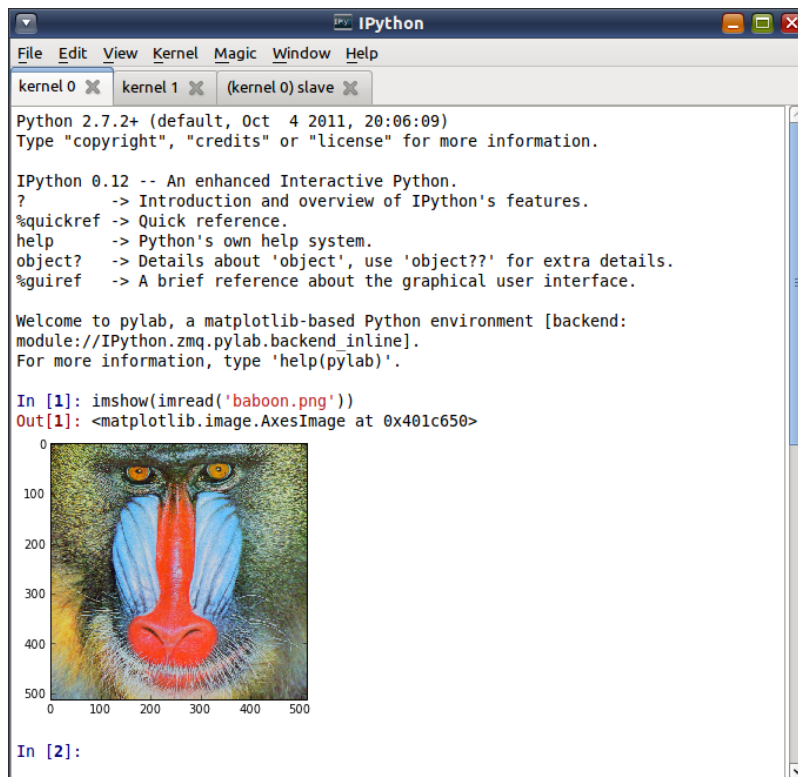 IPython
File Edit View Kernel Magic Window Help
kernel 0 kernel 1 (kernel 0) slave
Python 2.7.2+ (default, Oct  4 2011, 20:06:09)
Type "copyright", "credits" or "license" for more information.
IPython 0.12 -- An enhanced Interactive Python.
?         -> Introduction and overview of IPython's features.
%quickref -> Quick reference.
help      -> Python's own help system.
object?   -> Details about 'object', use 'object??' for extra details.
%guiref   -> A brief reference about the graphical user interface.
Welcome to pylab, a matplotlib-based Python environment [backend:
module://IPython.zmq.pylab.backend_inline].
For more information, type 'help(pylab)'.
In [1]: imshow(imread('baboon.png'))
Out[1]: <matplotlib.image.AxesImage at 0x401c650>
0
100
200
300
400
500
0 100 200 300 400 500
In [2]: